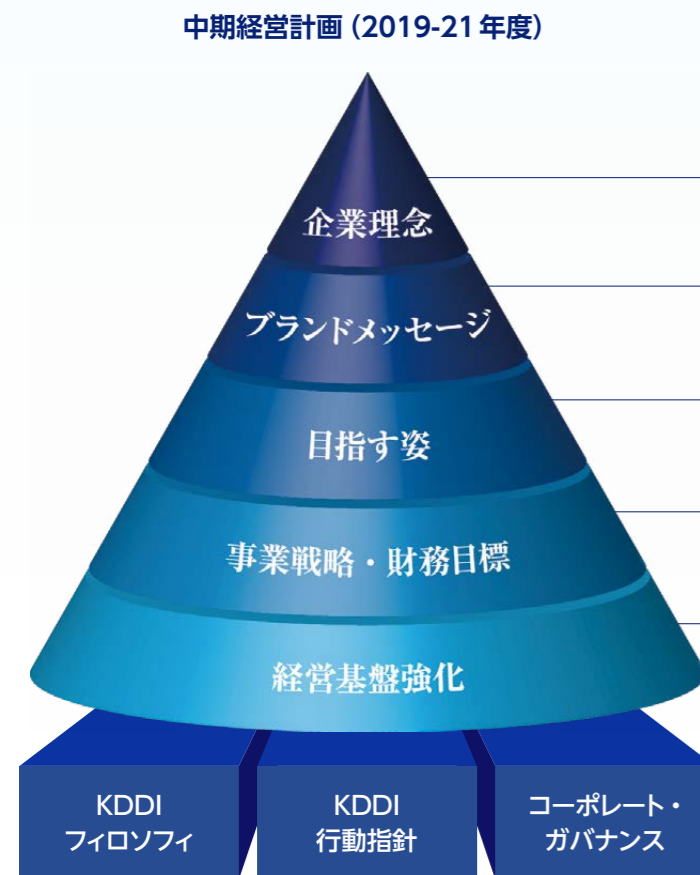 中期経営計画（2019-21年度）
企業理念
ブランドメッセージ
目指す姿
事業戦略・財務目標
経営基盤強化
KDDI
フィロソフィ
KDDI
行動指針
コーポレート・
ガバナンス